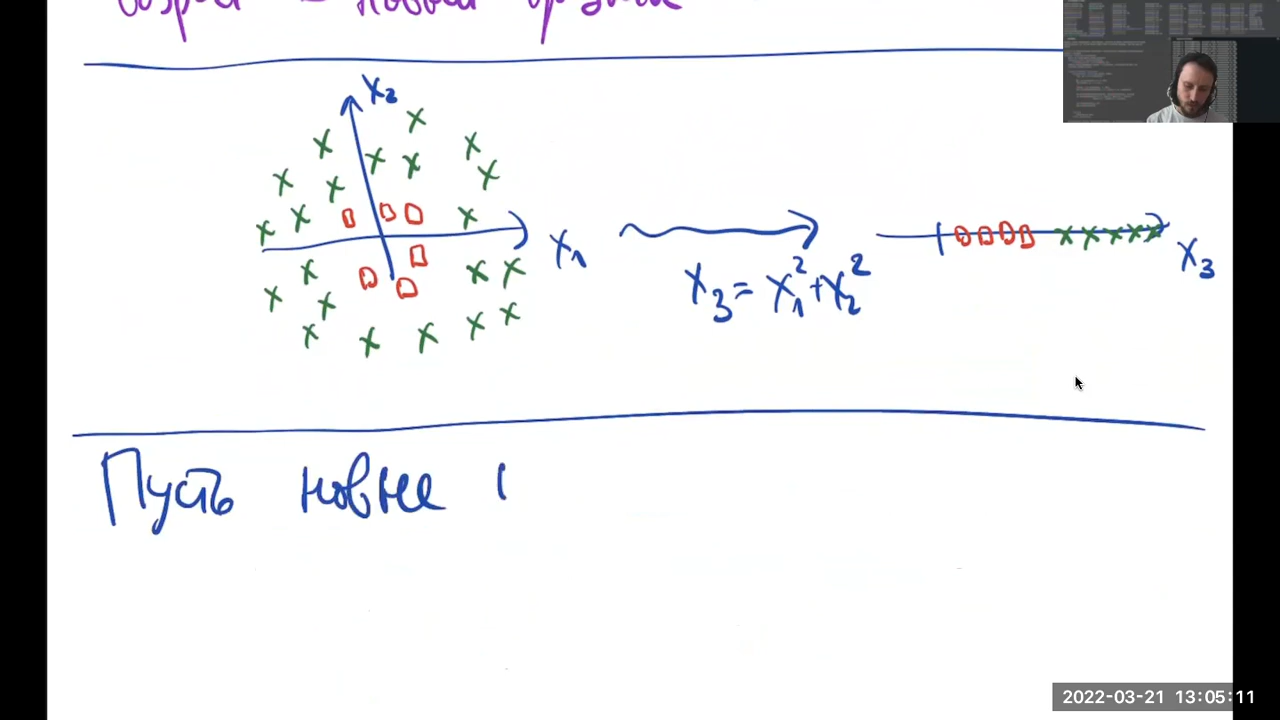 x₂
x₁
x₃ = x₁² + x₂²
x₃
Пусть новые
2022-03-21 13:05:11